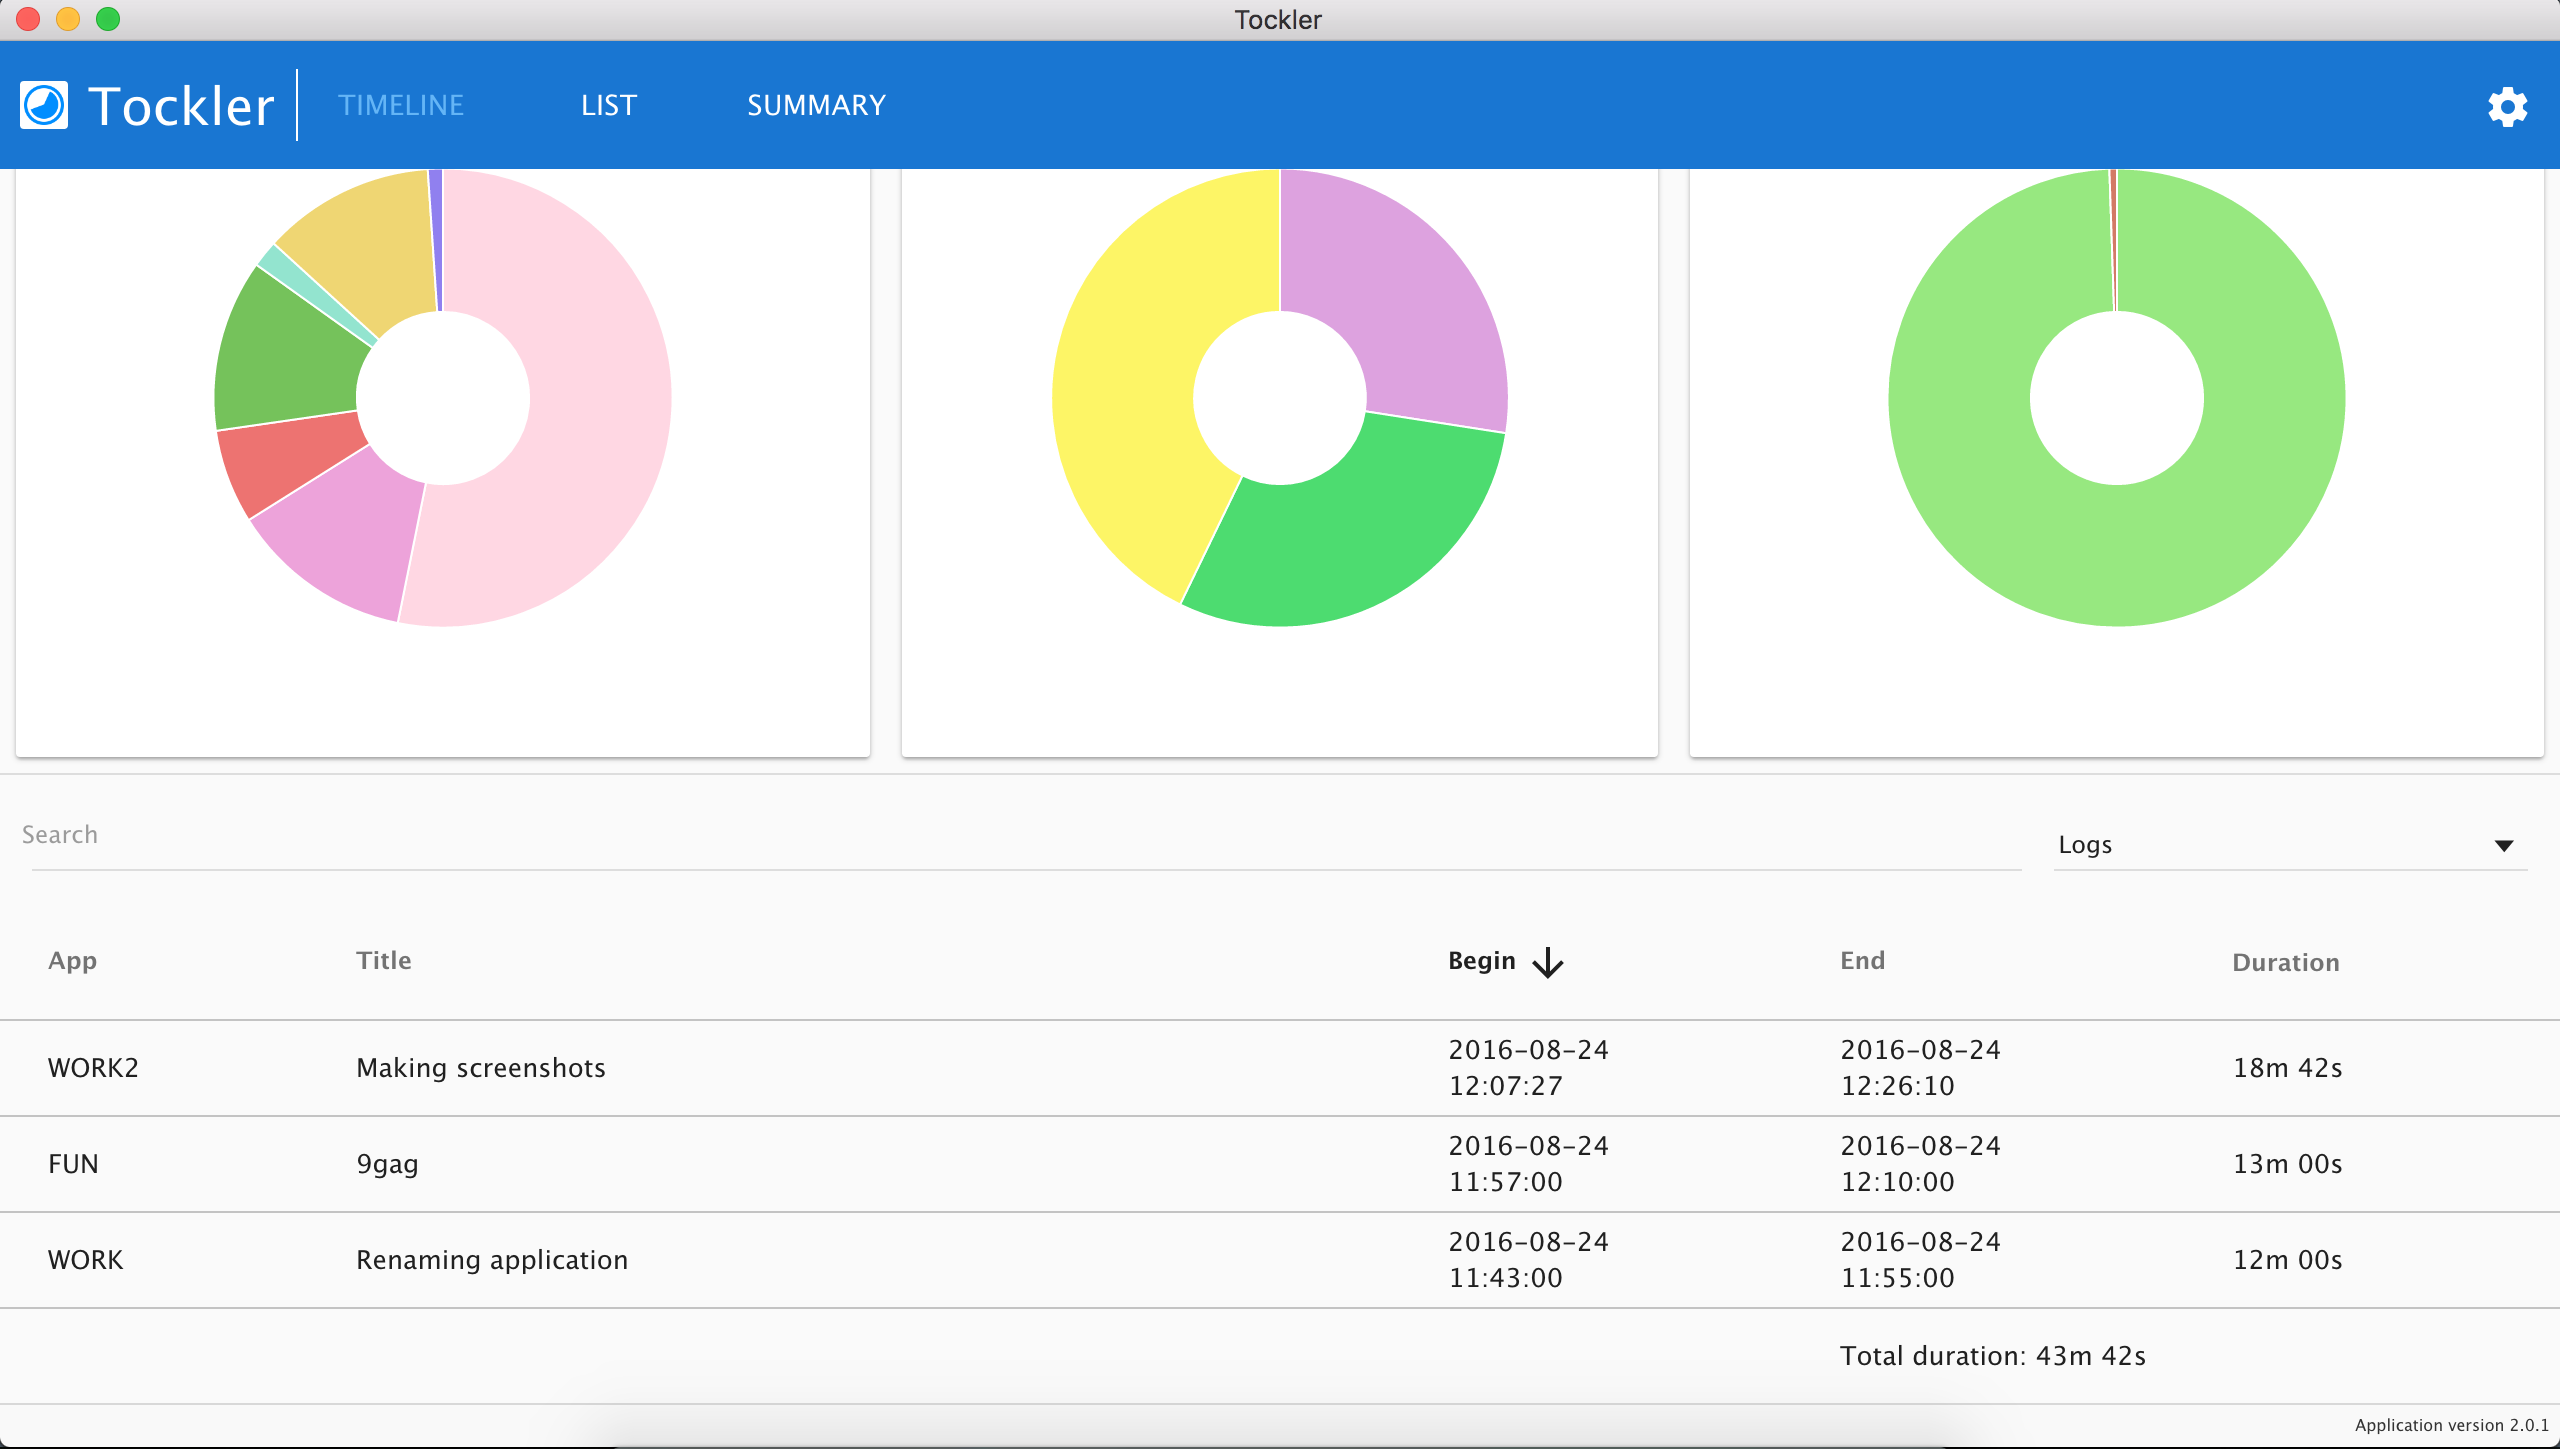 Tockler
Tockler
TIMELINE
LIST
SUMMARY
Search
Logs
App
Title
Begin
End
Duration
WORK2
Making screenshots
2016-08-24
12:07:27
2016-08-24
12:26:10
18m 42s
FUN
9gag
2016-08-24
11:57:00
2016-08-24
12:10:00
13m 00s
WORK
Renaming application
2016-08-24
11:43:00
2016-08-24
11:55:00
12m 00s
Total duration: 43m 42s
Application version 2.0.1